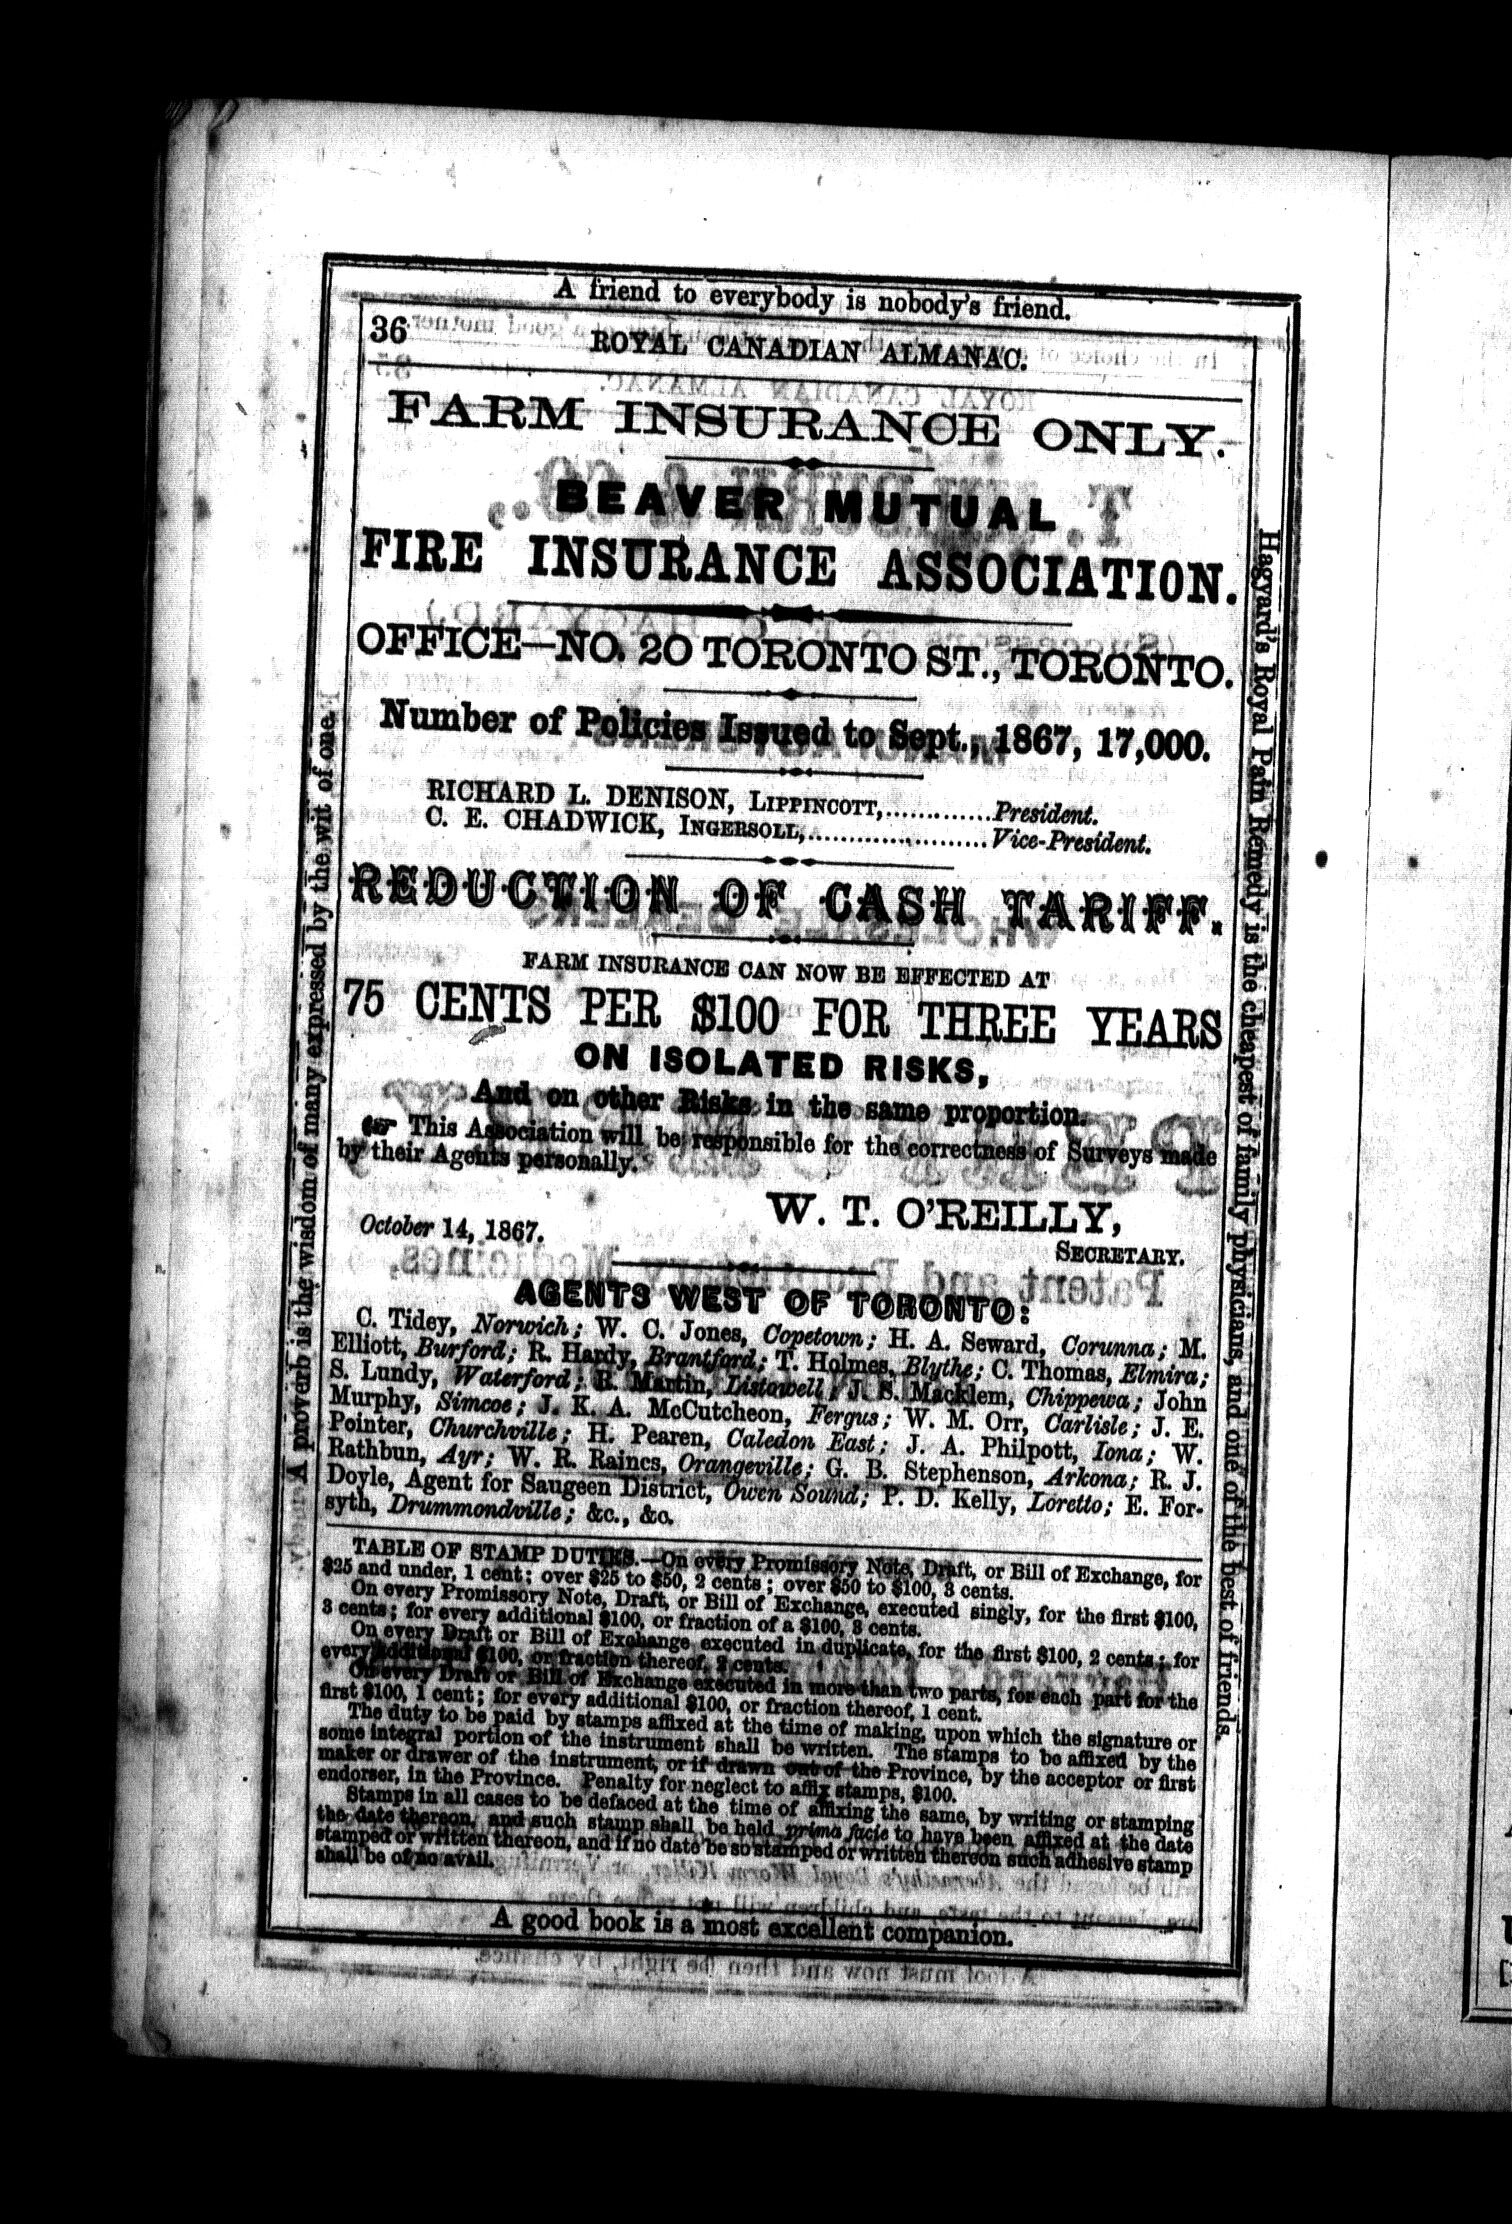 A friend to everybody is nobody's friend.
36
ROYAL CANADIAN ALMANAC.
FARM INSURANCE ONLY.
BEAVER MUTUAL
FIRE INSURANCE ASSOCIATION.
OFFICE—NO. 20 TORONTO ST., TORONTO.
Number of Policies Issued to Sept., 1867, 17,000.
RICHARD L. DENISON, LIPPINCOTT,.............President.
C. E. CHADWICK, INGERSOLL,......................Vice-President.
REDUCTION OF CASH TARIFF.
FARM INSURANCE CAN NOW BE EFFECTED AT
75 CENTS PER $100 FOR THREE YEARS
ON ISOLATED RISKS,
And on other Risks in the same proportion.
☞ This Association will be responsible for the correctness of Surveys made
by their Agents personally.
W. T. O'REILLY,
October 14, 1867.
SECRETARY.
AGENTS WEST OF TORONTO:
C. Tidey, Norwich; W. C. Jones, Copetown; H. A. Seward, Corunna; M.
Elliott, Burford; R. Hardy, Brantford; T. Holmes, Blythe; C. Thomas, Elmira;
S. Lundy, Waterford; R. Martin, Listowell; J. S. Macklem, Chippewa; John
Murphy, Simcoe; J. K. A. McCutcheon, Fergus; W. M. Orr, Carlisle; J. E.
Pointer, Churchville; H. Pearen, Caledon East; J. A. Philpott, Iona; W.
Rathbun, Ayr; W. R. Raines, Orangeville; G. B. Stephenson, Arkona; R. J.
Doyle, Agent for Saugeen District, Owen Sound; P. D. Kelly, Loretto; E. For-
syth, Drummondville; &c., &c.
TABLE OF STAMP DUTIES.—On every Promissory Note, Draft, or Bill of Exchange, for
$25 and under, 1 cent; over $25 to $50, 2 cents; over $50 to $100, 3 cents.
On every Promissory Note, Draft, or Bill of Exchange, executed singly, for the first $100,
3 cents; for every additional $100, or fraction of a $100, 3 cents.
On every Draft or Bill of Exchange executed in duplicate, for the first $100, 2 cents; for
every additional $100, or fraction thereof, 2 cents.
On every Draft or Bill of Exchange executed in more than two parts, for each part for the
first $100, 1 cent; for every additional $100, or fraction thereof, 1 cent.
The duty to be paid by stamps affixed at the time of making, upon which the signature or
some integral portion of the instrument shall be written. The stamps to be affixed by the
maker or drawer of the instrument, or if drawn out of the Province, by the acceptor or first
endorser, in the Province. Penalty for neglect to affix stamps, $100.
Stamps in all cases to be defaced at the time of affixing the same, by writing or stamping
the date thereon, and such stamp shall be held prima facie to have been affixed at the date
stamped or written thereon, and if no date be so stamped or written thereon such adhesive stamp
shall be of no avail.
A good book is a most excellent companion.
A proverb is the wisdom of many expressed by the wit of one.
Hagyard's Royal Pain Remedy is the cheapest of family physicians, and one of the best of friends.